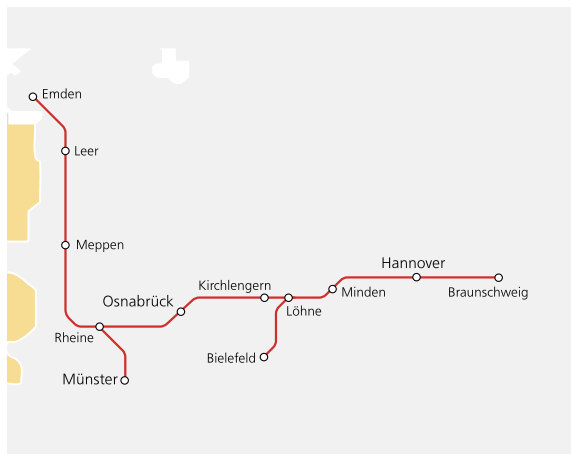 Emden
Leer
Meppen
Hannover
Kirchlengern
Minden
Braunschweig
Osnabrück
Löhne
Rheine
Bielefeld
Münster